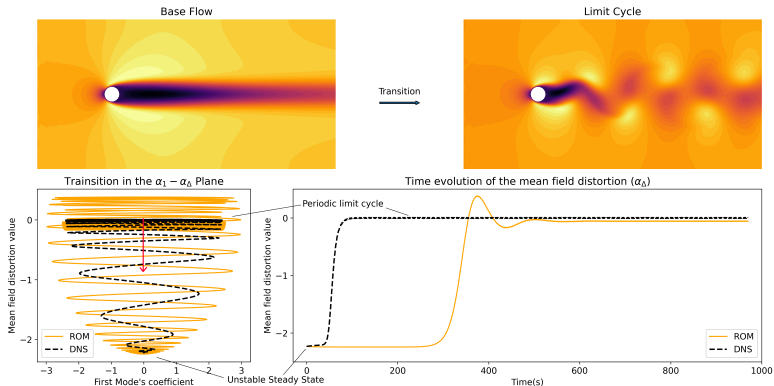 Base Flow
Limit Cycle
Transition
Trainsition in the α₁ − α_Δ Plane
Time evolution of the mean field distortion (α_Δ)
Mean field distortion value
0
−1
−2
ROM
DNS
−3
−2
−1
0
1
2
3
First Mode's coefficient
Periodic limit cycle
Unstable Steady State
Mean field distortion value
0
−1
−2
ROM
DNS
0
200
400
600
800
1000
Time(s)